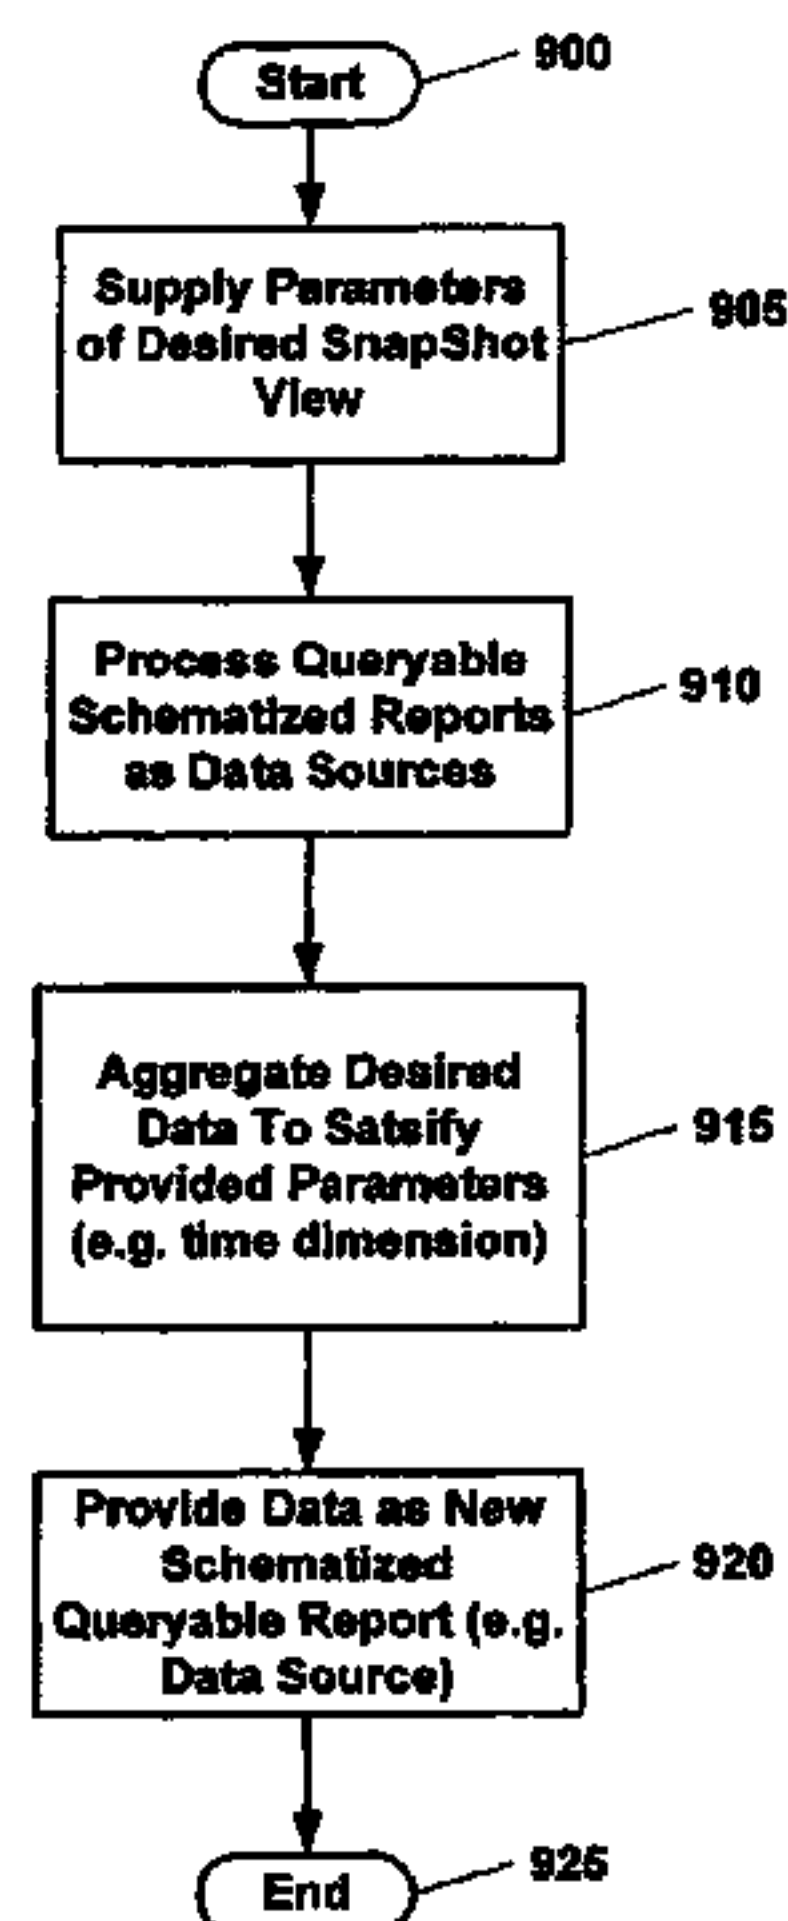 Start
900
Supply Parameters
of Desired SnapShot
View
905
Process Queryable
Schematized Reports
as Data Sources
910
Aggregate Desired
Data To Satsify
Provided Parameters
(e.g. time dimension)
915
Provide Data as New
Schematized
Queryable Report (e.g.
Data Source)
920
End
925